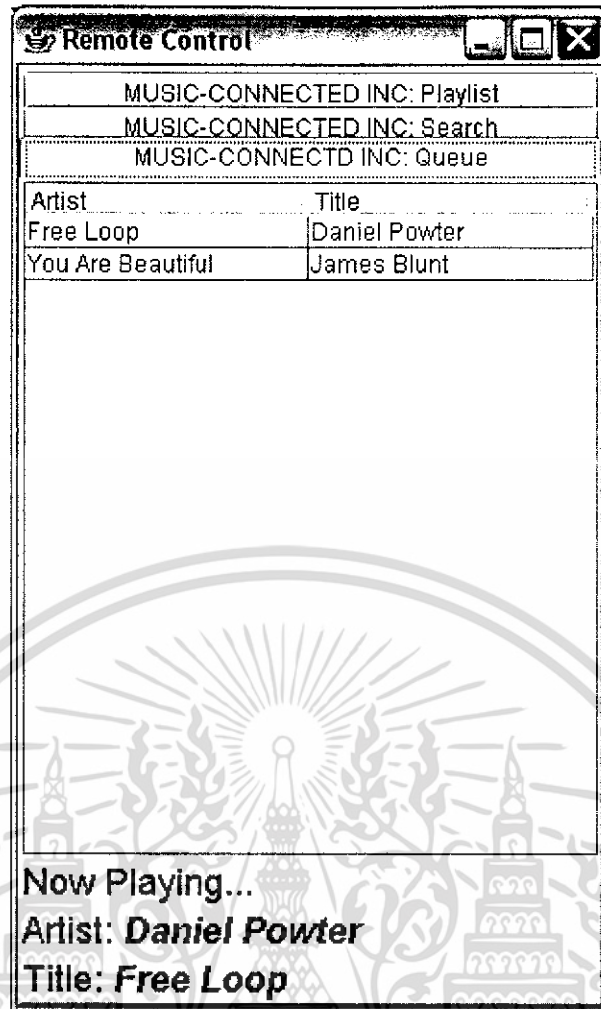 Remote Control
MUSIC-CONNECTED INC: Playlist
MUSIC-CONNECTED INC: Search
MUSIC-CONNECTD INC: Queue
Artist Title
Free Loop Daniel Powter
You Are Beautiful James Blunt
Now Playing...
Artist: Daniel Powter
Title: Free Loop